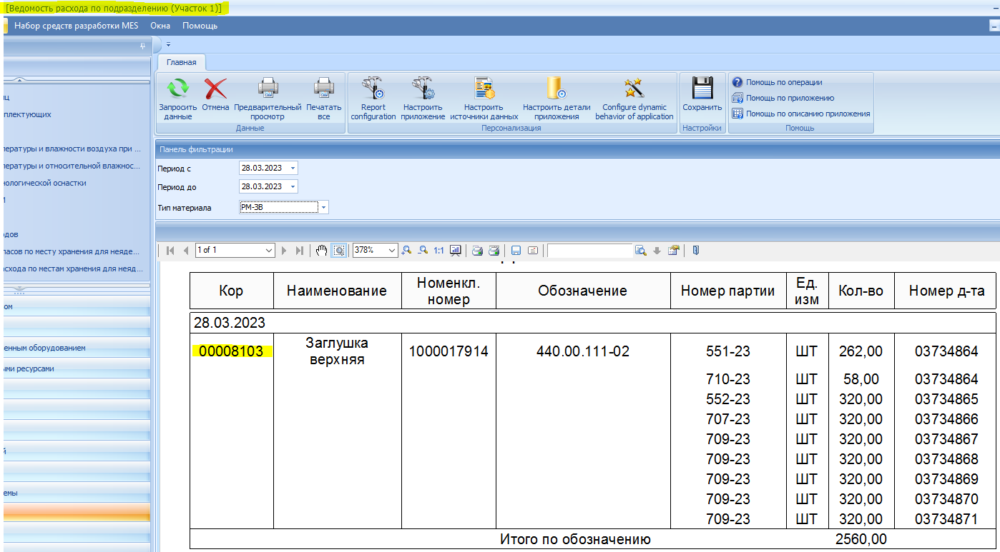 [Ведомость расхода по подразделению (Участок 1)]
Набор средств разработки MES Окна Помощь
Главная
Запросить данные
Отмена
Предварительный просмотр
Печатать все
Report configuration
Настроить приложение
Настроить источники данных
Настроить детали приложения
Configure dynamic behavior of application
Сохранить
Помощь по операции
Помощь по приложению
Помощь по описанию приложения
Данные
Персонализация
Настройки
Помощь
плектующих
пературы и влажности воздуха при ...
пературы и относительной влажнос...
нологической оснастки
одов
пасов по месту хранения для неяде...
асхода по местам хранения для неяд...
ом
енным оборудованием
ыми ресурсами
й
емы
Панель фильтрации
Период с 28.03.2023
Период до 28.03.2023
Тип материала РМ-ЗВ
1 of 1 378% 1:1
Кор Наименование Номенкл. номер Обозначение Номер партии Ед. изм Кол-во Номер д-та
28.03.2023
00008103 Заглушка верхняя 1000017914 440.00.111-02 551-23 ШТ 262,00 03734864
710-23 ШТ 58,00 03734864
552-23 ШТ 320,00 03734865
707-23 ШТ 320,00 03734866
709-23 ШТ 320,00 03734867
709-23 ШТ 320,00 03734868
709-23 ШТ 320,00 03734869
709-23 ШТ 320,00 03734870
709-23 ШТ 320,00 03734871
Итого по обозначению 2560,00